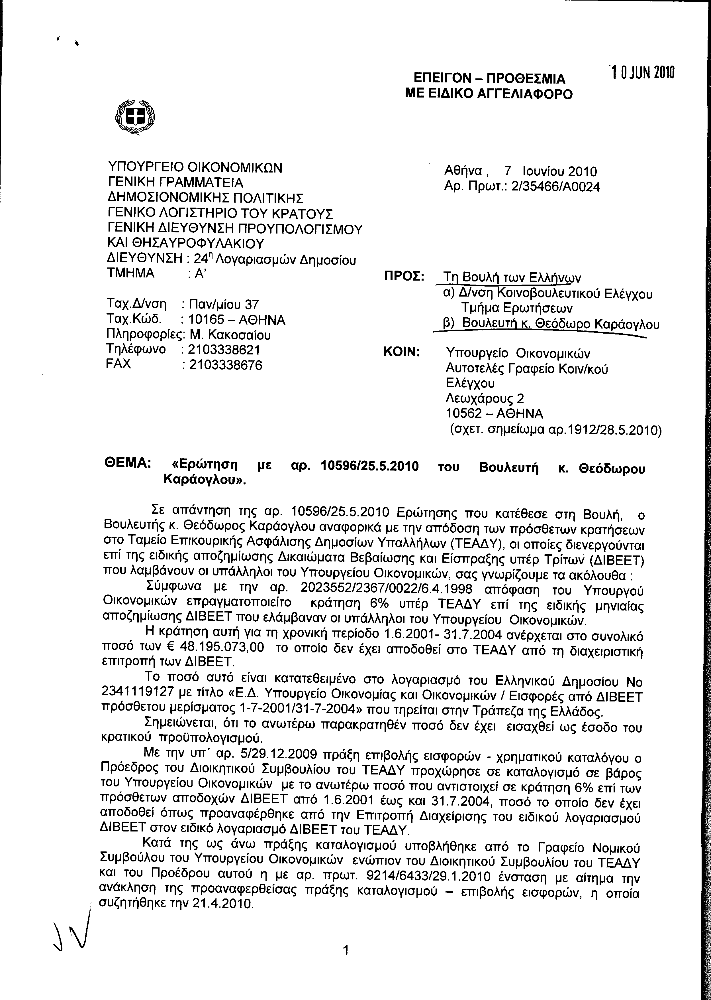 ΕΠΕΙΓΟΝ – ΠΡΟΘΕΣΜΙΑ
ΜΕ ΕΙΔΙΚΟ ΑΓΓΕΛΙΑΦΟΡΟ
10 JUN 2010
ΥΠΟΥΡΓΕΙΟ ΟΙΚΟΝΟΜΙΚΩΝ
ΓΕΝΙΚΗ ΓΡΑΜΜΑΤΕΙΑ
ΔΗΜΟΣΙΟΝΟΜΙΚΗΣ ΠΟΛΙΤΙΚΗΣ
ΓΕΝΙΚΟ ΛΟΓΙΣΤΗΡΙΟ ΤΟΥ ΚΡΑΤΟΥΣ
ΓΕΝΙΚΗ ΔΙΕΥΘΥΝΣΗ ΠΡΟΥΠΟΛΟΓΙΣΜΟΥ
ΚΑΙ ΘΗΣΑΥΡΟΦΥΛΑΚΙΟΥ
ΔΙΕΥΘΥΝΣΗ : 24η Λογαριασμών Δημοσίου
ΤΜΗΜΑ : Α’
Ταχ.Δ/νση : Παν/μίου 37
Ταχ.Κώδ. : 10165 – ΑΘΗΝΑ
Πληροφορίες: Μ. Κακοσαίου
Τηλέφωνο : 2103338621
FAX : 2103338676
Αθήνα , 7 Ιουνίου 2010
Αρ. Πρωτ.: 2/35466/Α0024
ΠΡΟΣ: Τη Βουλή των Ελλήνων
α) Δ/νση Κοινοβουλευτικού Ελέγχου
Τμήμα Ερωτήσεων
β) Βουλευτή κ. Θεόδωρο Καράογλου
ΚΟΙΝ: Υπουργείο Οικονομικών
Αυτοτελές Γραφείο Κοιν/κού
Ελέγχου
Λεωχάρους 2
10562 – ΑΘΗΝΑ
(σχετ. σημείωμα αρ.1912/28.5.2010)
ΘΕΜΑ: «Ερώτηση με αρ. 10596/25.5.2010 του Βουλευτή κ. Θεόδωρου
Καράογλου».
Σε απάντηση της αρ. 10596/25.5.2010 Ερώτησης που κατέθεσε στη Βουλή, ο
Βουλευτής κ. Θεόδωρος Καράογλου αναφορικά με την απόδοση των πρόσθετων κρατήσεων
στο Ταμείο Επικουρικής Ασφάλισης Δημοσίων Υπαλλήλων (ΤΕΑΔΥ), οι οποίες διενεργούνται
επί της ειδικής αποζημίωσης Δικαιώματα Βεβαίωσης και Είσπραξης υπέρ Τρίτων (ΔΙΒΕΕΤ)
που λαμβάνουν οι υπάλληλοι του Υπουργείου Οικονομικών, σας γνωρίζουμε τα ακόλουθα :
Σύμφωνα με την αρ. 2023552/2367/0022/6.4.1998 απόφαση του Υπουργού
Οικονομικών επραγματοποιείτο κράτηση 6% υπέρ ΤΕΑΔΥ επί της ειδικής μηνιαίας
αποζημίωσης ΔΙΒΕΕΤ που ελάμβαναν οι υπάλληλοι του Υπουργείου Οικονομικών.
Η κράτηση αυτή για τη χρονική περίοδο 1.6.2001- 31.7.2004 ανέρχεται στο συνολικό
ποσό των € 48.195.073,00 το οποίο δεν έχει αποδοθεί στο ΤΕΑΔΥ από τη διαχειριστική
επιτροπή των ΔΙΒΕΕΤ.
Το ποσό αυτό είναι κατατεθειμένο στο λογαριασμό του Ελληνικού Δημοσίου Νο
2341119127 με τίτλο «Ε.Δ. Υπουργείο Οικονομίας και Οικονομικών / Εισφορές από ΔΙΒΕΕΤ
πρόσθετου μερίσματος 1-7-2001/31-7-2004» που τηρείται στην Τράπεζα της Ελλάδος.
Σημειώνεται, ότι το ανωτέρω παρακρατηθέν ποσό δεν έχει εισαχθεί ως έσοδο του
κρατικού προϋπολογισμού.
Με την υπ΄ αρ. 5/29.12.2009 πράξη επιβολής εισφορών - χρηματικού καταλόγου ο
Πρόεδρος του Διοικητικού Συμβουλίου του ΤΕΑΔΥ προχώρησε σε καταλογισμό σε βάρος
του Υπουργείου Οικονομικών με το ανωτέρω ποσό που αντιστοιχεί σε κράτηση 6% επί των
πρόσθετων αποδοχών ΔΙΒΕΕΤ από 1.6.2001 έως και 31.7.2004, ποσό το οποίο δεν έχει
αποδοθεί όπως προαναφέρθηκε από την Επιτροπή Διαχείρισης του ειδικού λογαριασμού
ΔΙΒΕΕΤ στον ειδικό λογαριασμό ΔΙΒΕΕΤ του ΤΕΑΔΥ.
Κατά της ως άνω πράξης καταλογισμού υποβλήθηκε από το Γραφείο Νομικού
Συμβούλου του Υπουργείου Οικονομικών ενώπιον του Διοικητικού Συμβουλίου του ΤΕΑΔΥ
και του Προέδρου αυτού η με αρ. πρωτ. 9214/6433/29.1.2010 ένσταση με αίτημα την
ανάκληση της προαναφερθείσας πράξης καταλογισμού – επιβολής εισφορών, η οποία
συζητήθηκε την 21.4.2010.
1